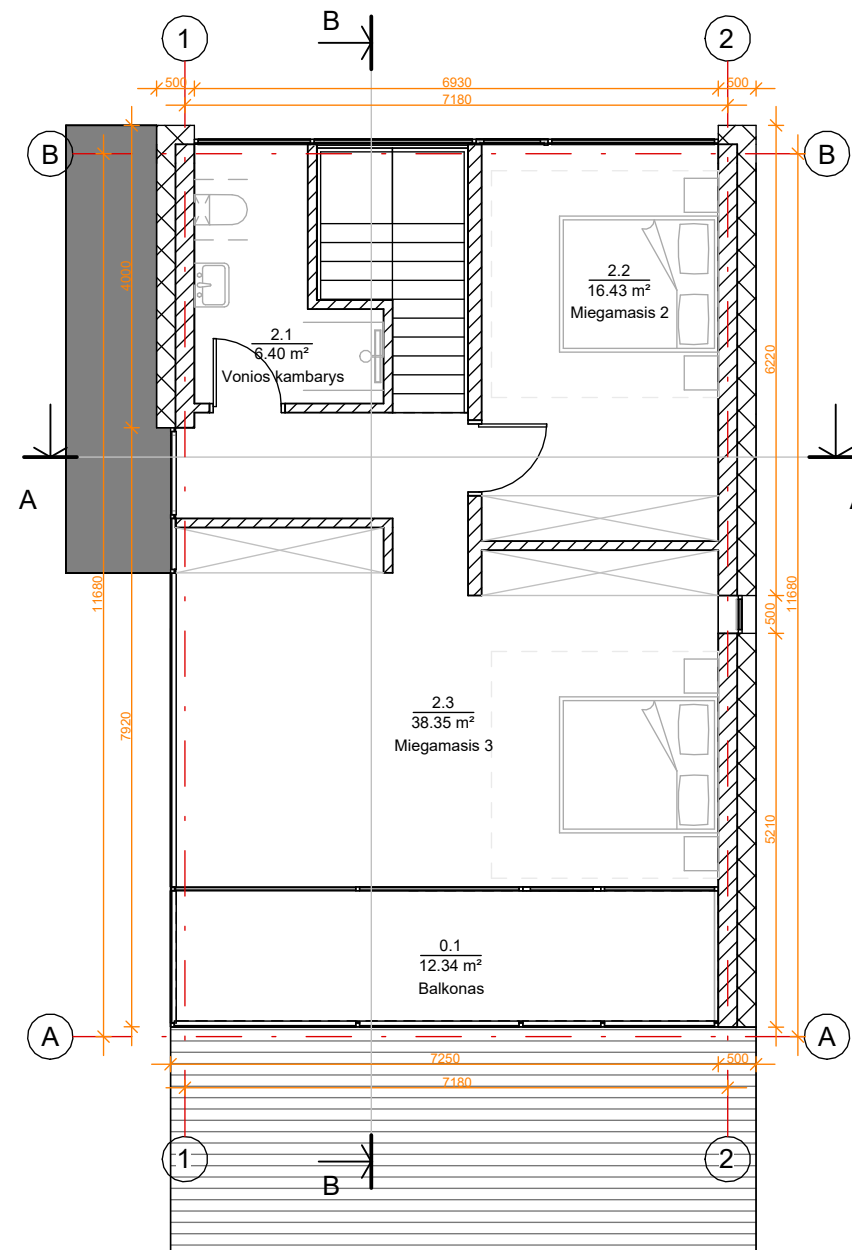 B
1
2
500
6930
500
7180
B
B
4000
2.2
16.43 m²
Miegamasis 2
2.1
6.40 m²
Vonios kambarys
6220
A
11680
500
11680
7920
2.3
38.35 m²
Miegamasis 3
5210
0.1
12.34 m²
Balkonas
A
A
7250
500
7180
1
2
B